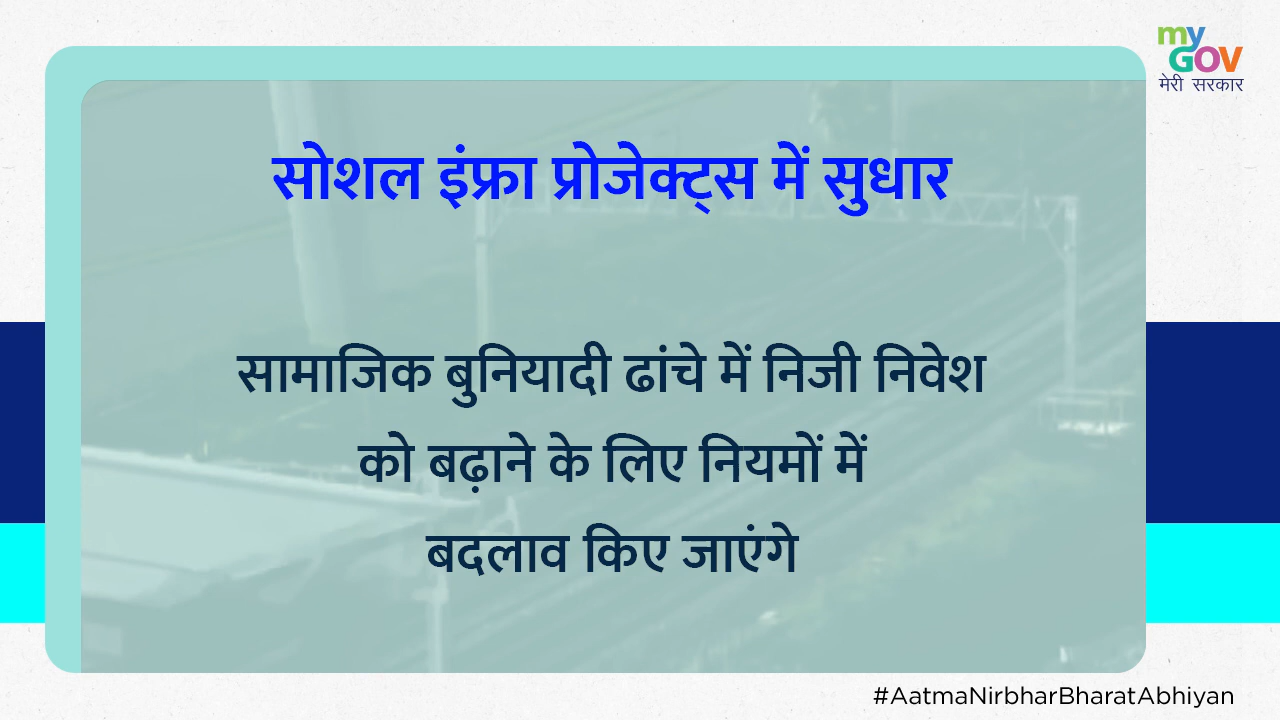 my
GOV
मेरी सरकार
सोशल इंफ्रा प्रोजेक्ट्स में सुधार
सामाजिक बुनियादी ढांचे में निजी निवेश
को बढ़ाने के लिए नियमों में
बदलाव किए जाएंगे
#AatmaNirbharBharatAbhiyan